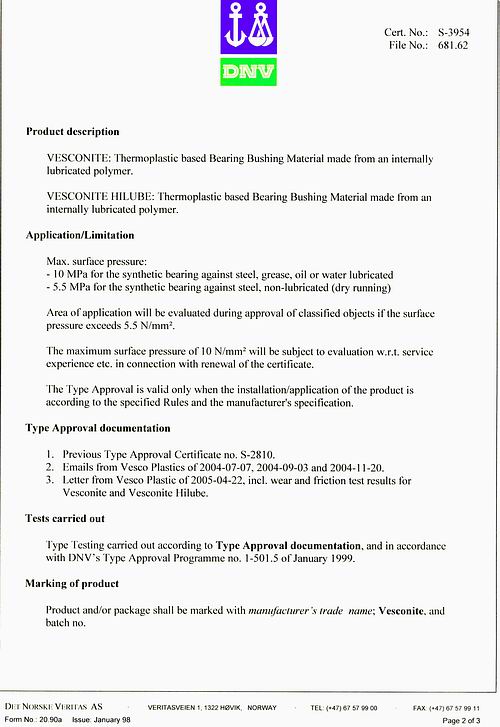 Cert. No.: S-3954
File No.: 681.62
DNV
Product description
VESCONITE: Thermoplastic based Bearing Bushing Material made from an internally
lubricated polymer.
VESCONITE HILUBE: Thermoplastic based Bearing Bushing Material made from an
internally lubricated polymer.
Application/Limitation
Max. surface pressure:
- 10 MPa for the synthetic bearing against steel, grease, oil or water lubricated
- 5.5 MPa for the synthetic bearing against steel, non-lubricated (dry running)
Area of application will be evaluated during approval of classified objects if the surface
pressure exceeds 5.5 N/mm².
The maximum surface pressure of 10 N/mm² will be subject to evaluation w.r.t. service
experience etc. in connection with renewal of the certificate.
The Type Approval is valid only when the installation/application of the product is
according to the specified Rules and the manufacturer's specification.
Type Approval documentation
1. Previous Type Approval Certificate no. S-2810.
2. Emails from Vesco Plastics of 2004-07-07, 2004-09-03 and 2004-11-20.
3. Letter from Vesco Plastic of 2005-04-22, incl. wear and friction test results for
Vesconite and Vesconite Hilube.
Tests carried out
Type Testing carried out according to Type Approval documentation, and in accordance
with DNV's Type Approval Programme no. 1-501.5 of January 1999.
Marking of product
Product and/or package shall be marked with manufacturer's trade name; Vesconite, and
batch no.
DET NORSKE VERITAS AS VERITASVEIEN 1, 1322 HØVIK, NORWAY TEL: (+47) 67 57 99 00 FAX: (+47) 67 57 99 11
Form No.: 20.90a Issue: January 98 Page 2 of 3